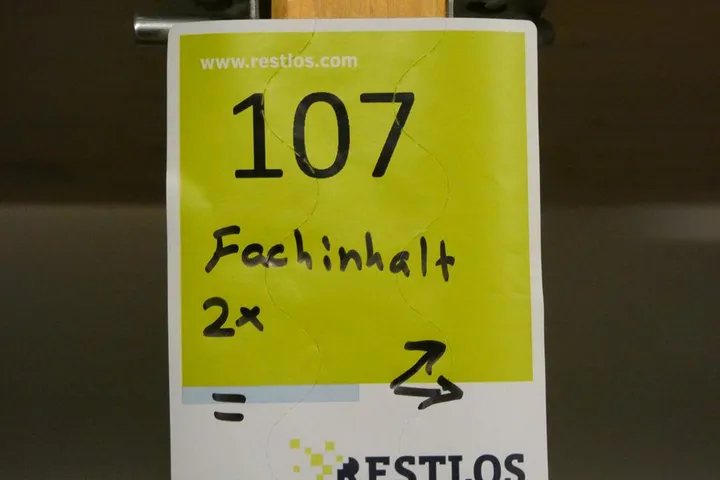 www.restlos.com
107
Fachinhalt
2x
=
RESTLOS